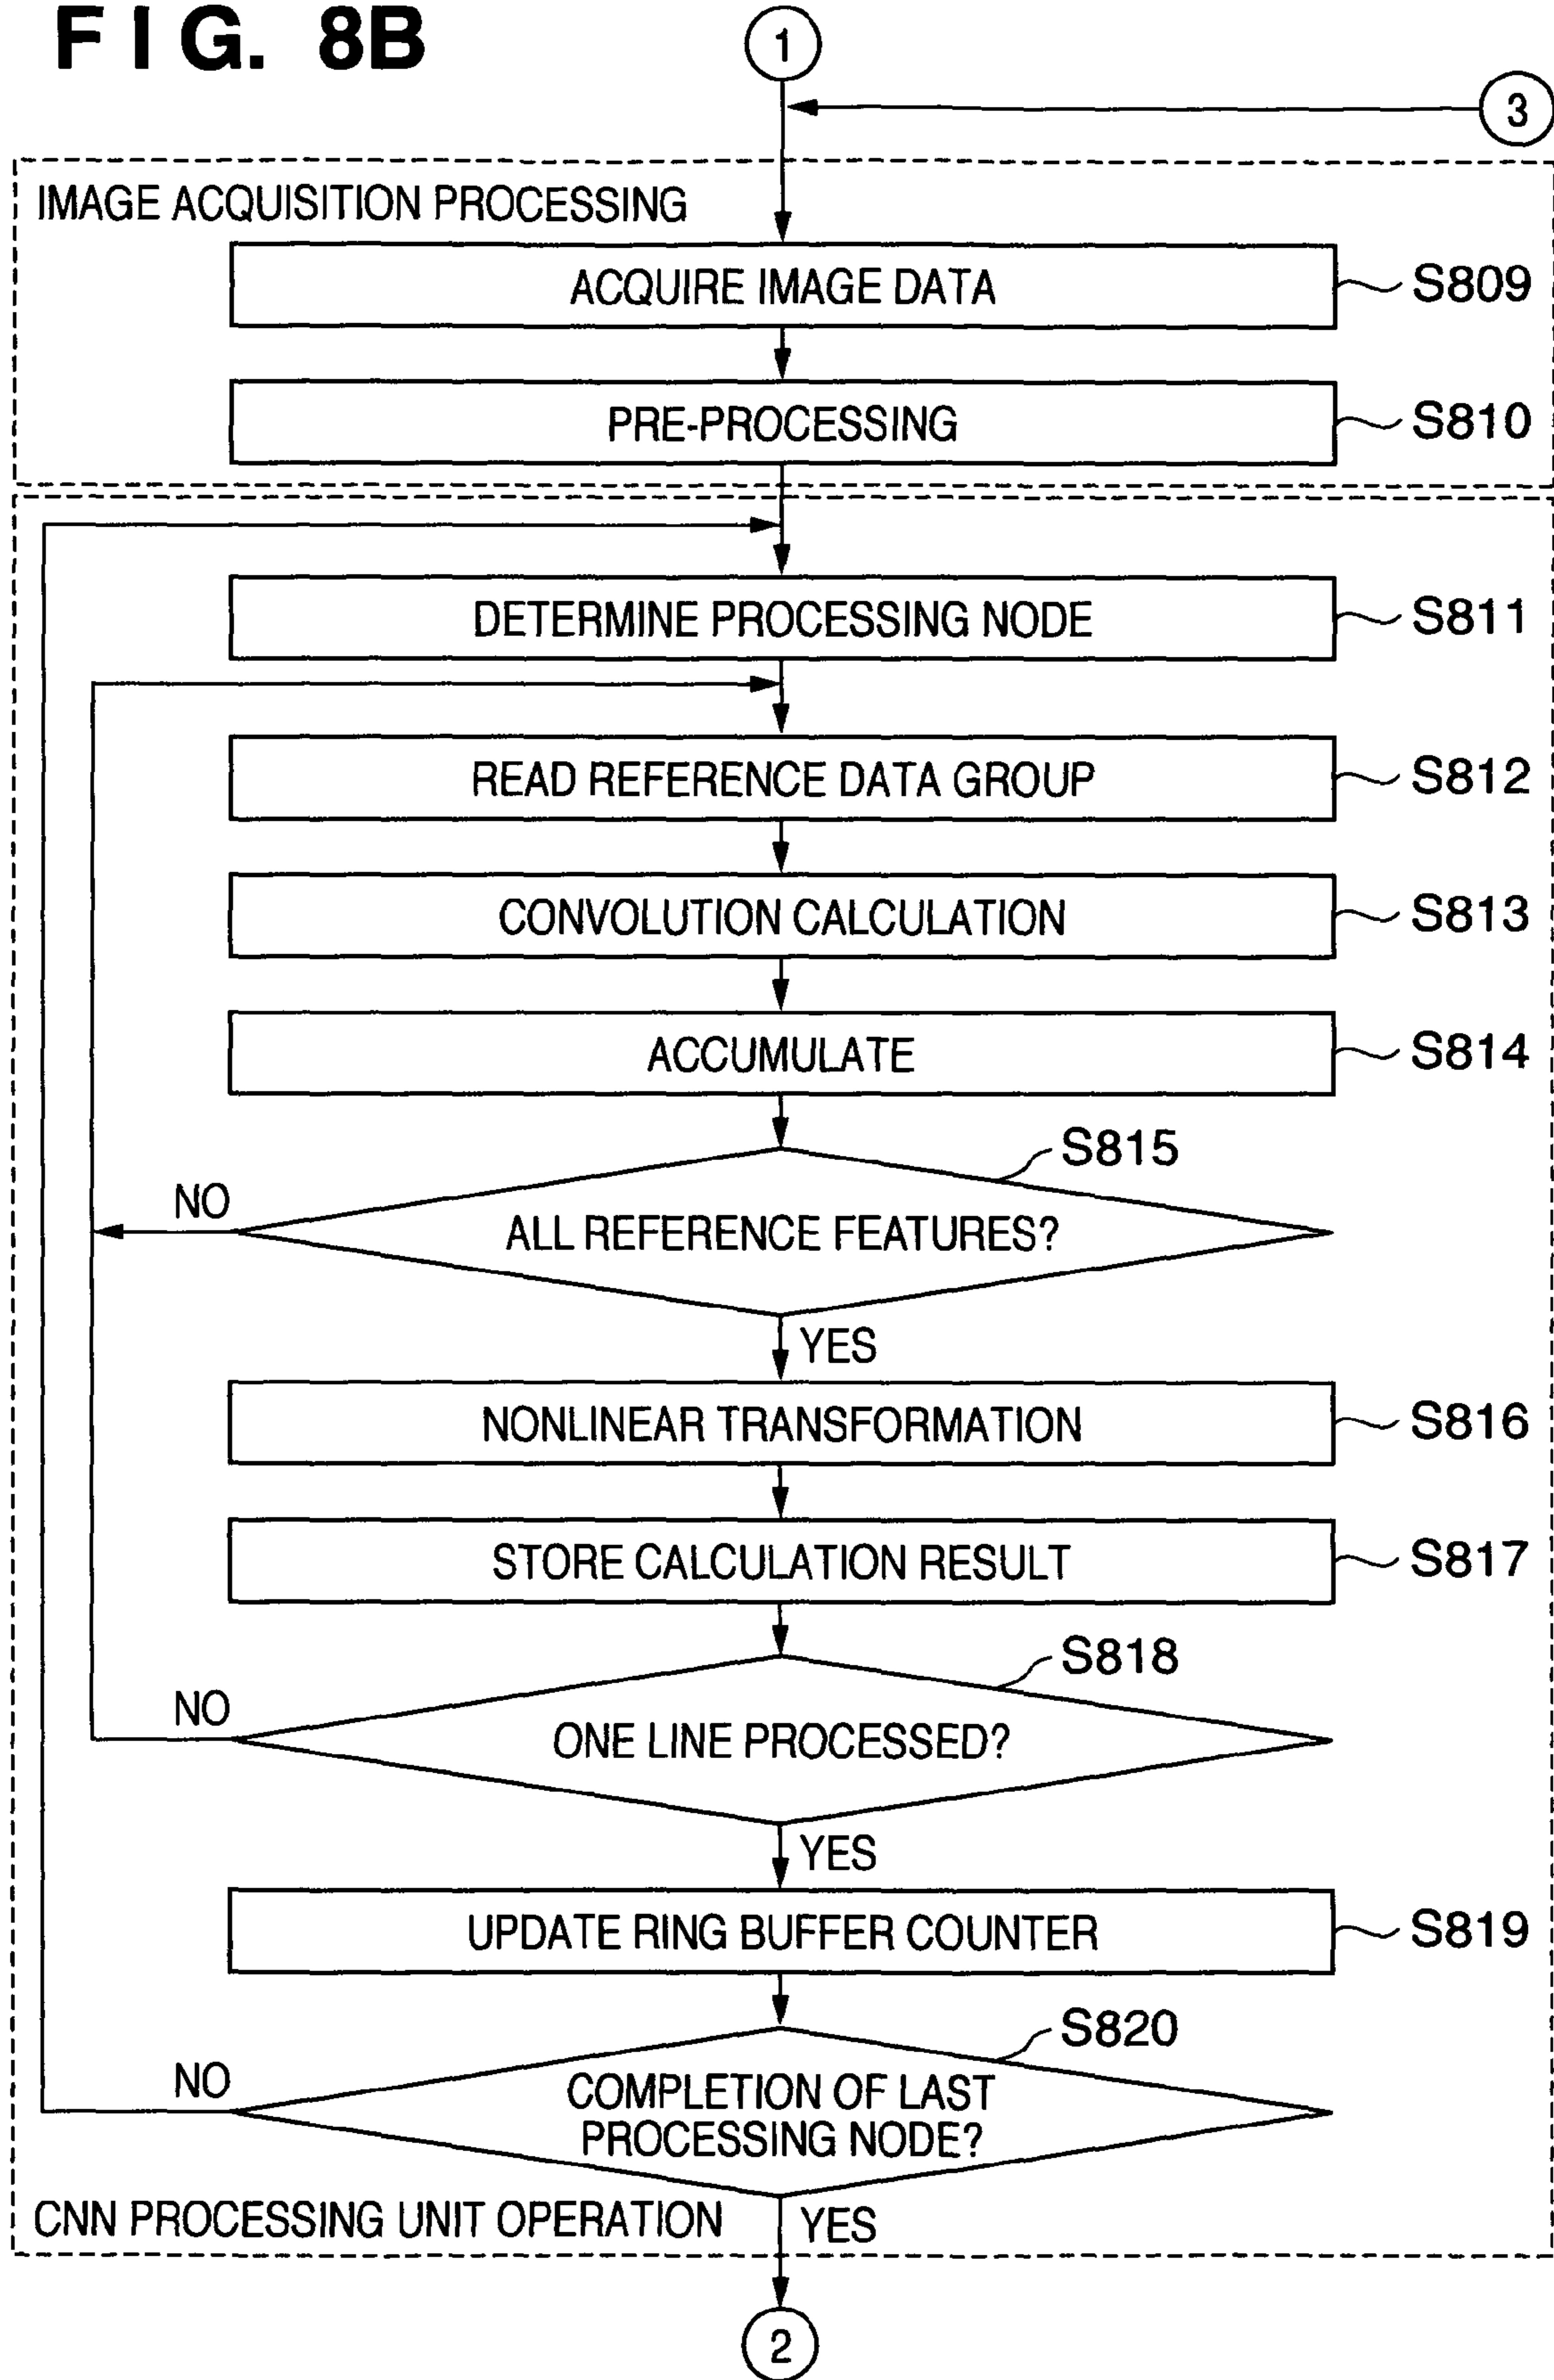 FIG. 8B
1
3
IMAGE ACQUISITION PROCESSING
ACQUIRE IMAGE DATA
S809
PRE-PROCESSING
S810
DETERMINE PROCESSING NODE
S811
READ REFERENCE DATA GROUP
S812
CONVOLUTION CALCULATION
S813
ACCUMULATE
S814
S815
NO
ALL REFERENCE FEATURES?
YES
NONLINEAR TRANSFORMATION
S816
STORE CALCULATION RESULT
S817
S818
NO
ONE LINE PROCESSED?
YES
UPDATE RING BUFFER COUNTER
S819
S820
NO
COMPLETION OF LAST
PROCESSING NODE?
CNN PROCESSING UNIT OPERATION
YES
2